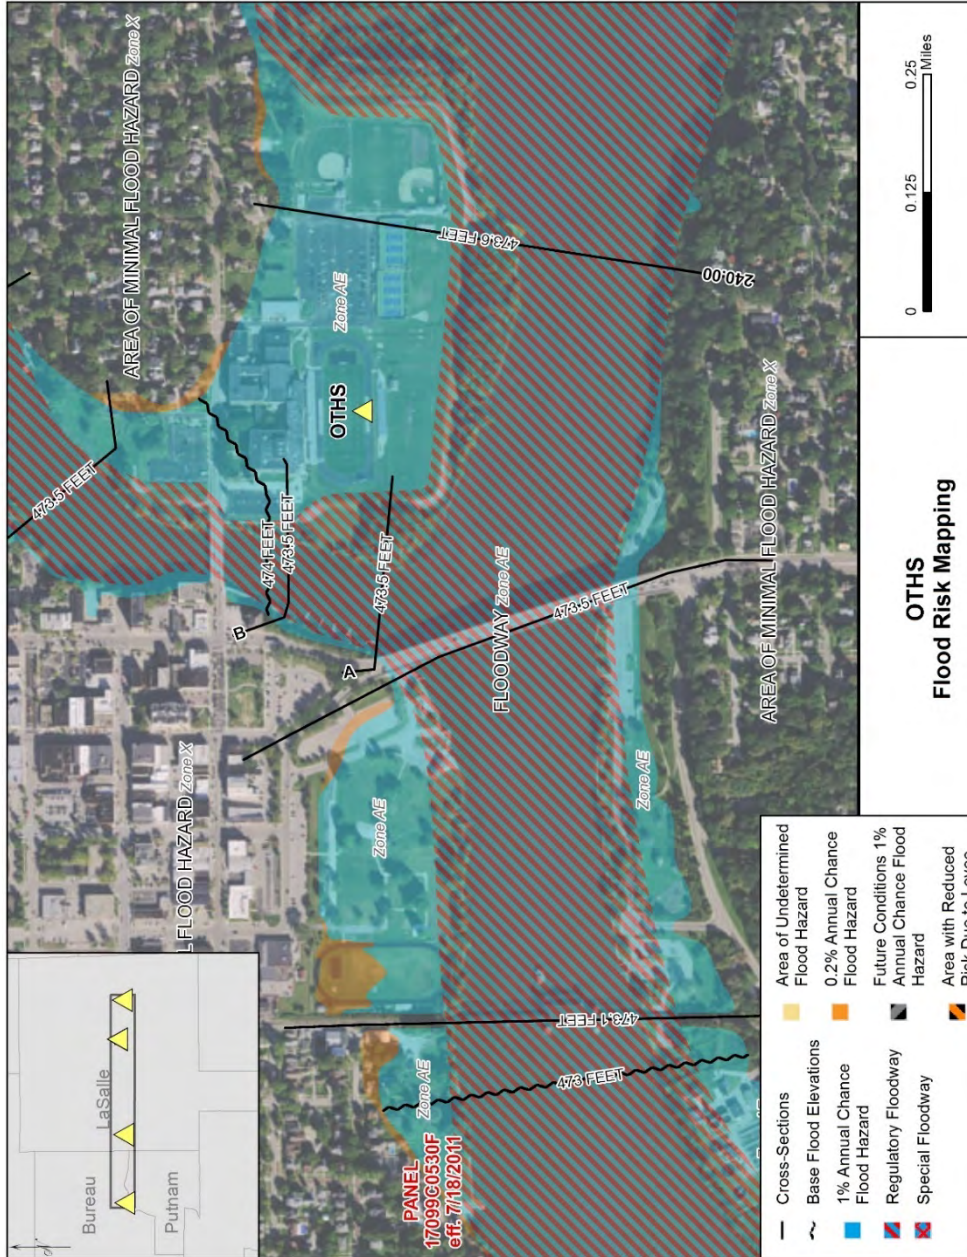 AREA OF MINIMAL FLOOD HAZARD Zone X
473.5 FEET
Zone AE
OTHS
473.6 FEET
240.00
474 FEET
473.5 FEET
B
473.5 FEET
A
FLOODWAY Zone AE
473.5 FEET
AREA OF MINIMAL FLOOD HAZARD Zone X
L FLOOD HAZARD Zone X
Zone AE
Zone AE
473.1 FEET
473 FEET
Zone AE
PANEL
17099C0530F
eff. 7/18/2011
Bureau
LaSalle
Putnam
Cross-Sections
Base Flood Elevations
1% Annual Chance
Flood Hazard
Regulatory Floodway
Special Floodway
Area of Undetermined
Flood Hazard
0.2% Annual Chance
Flood Hazard
Future Conditions 1%
Annual Chance Flood
Hazard
Area with Reduced
Risk Due to Levee
OTHS
Flood Risk Mapping
0 0.125 0.25
Miles